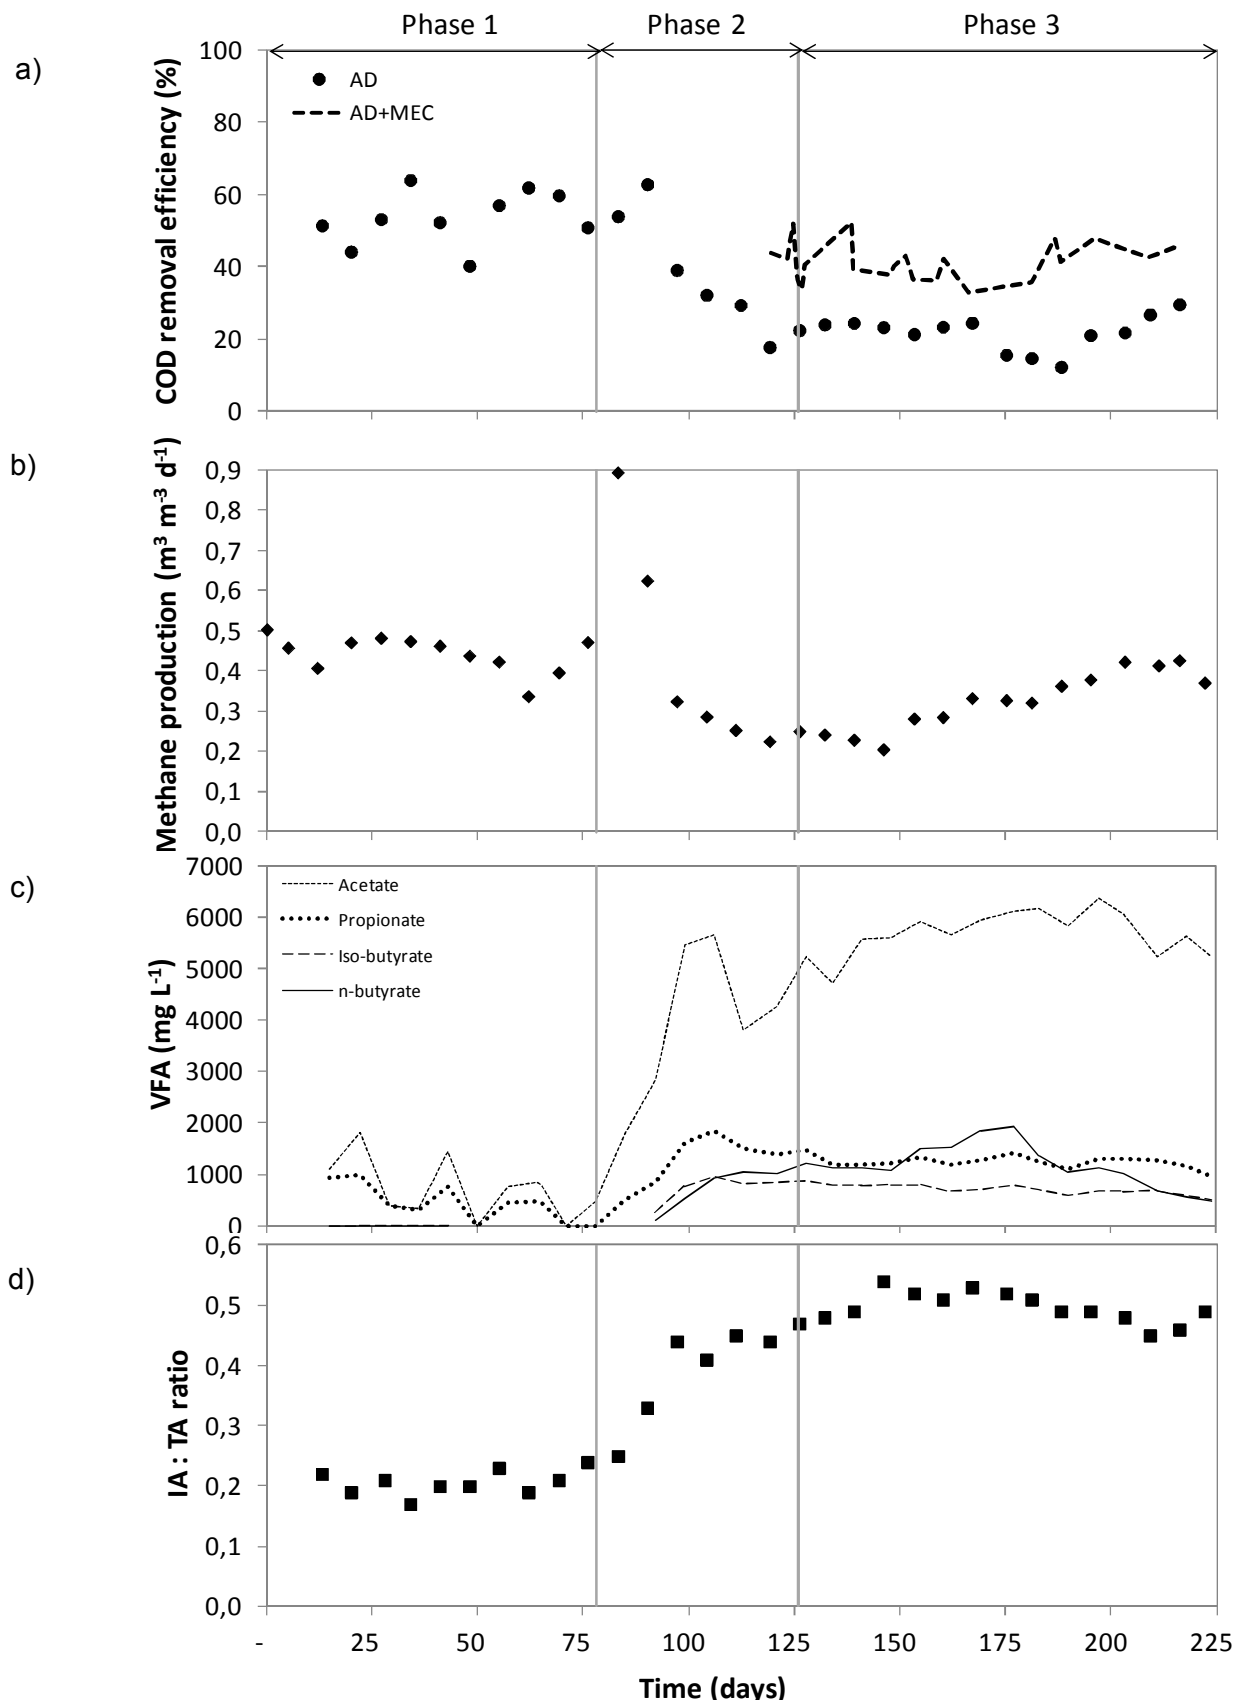 Phase 1 Phase 2 Phase 3
a)
COD removal efficiency (%)
100
80
60
40
20
0
AD
AD+MEC
b)
Methane production (m³ m⁻³ d⁻¹)
0,9
0,8
0,7
0,6
0,5
0,4
0,3
0,2
0,1
0,0
c)
VFA (mg L⁻¹)
7000
6000
5000
4000
3000
2000
1000
0
Acetate
Propionate
Iso-butyrate
n-butyrate
d)
IA : TA ratio
0,6
0,5
0,4
0,3
0,2
0,1
0,0
- 25 50 75 100 125 150 175 200 225
Time (days)